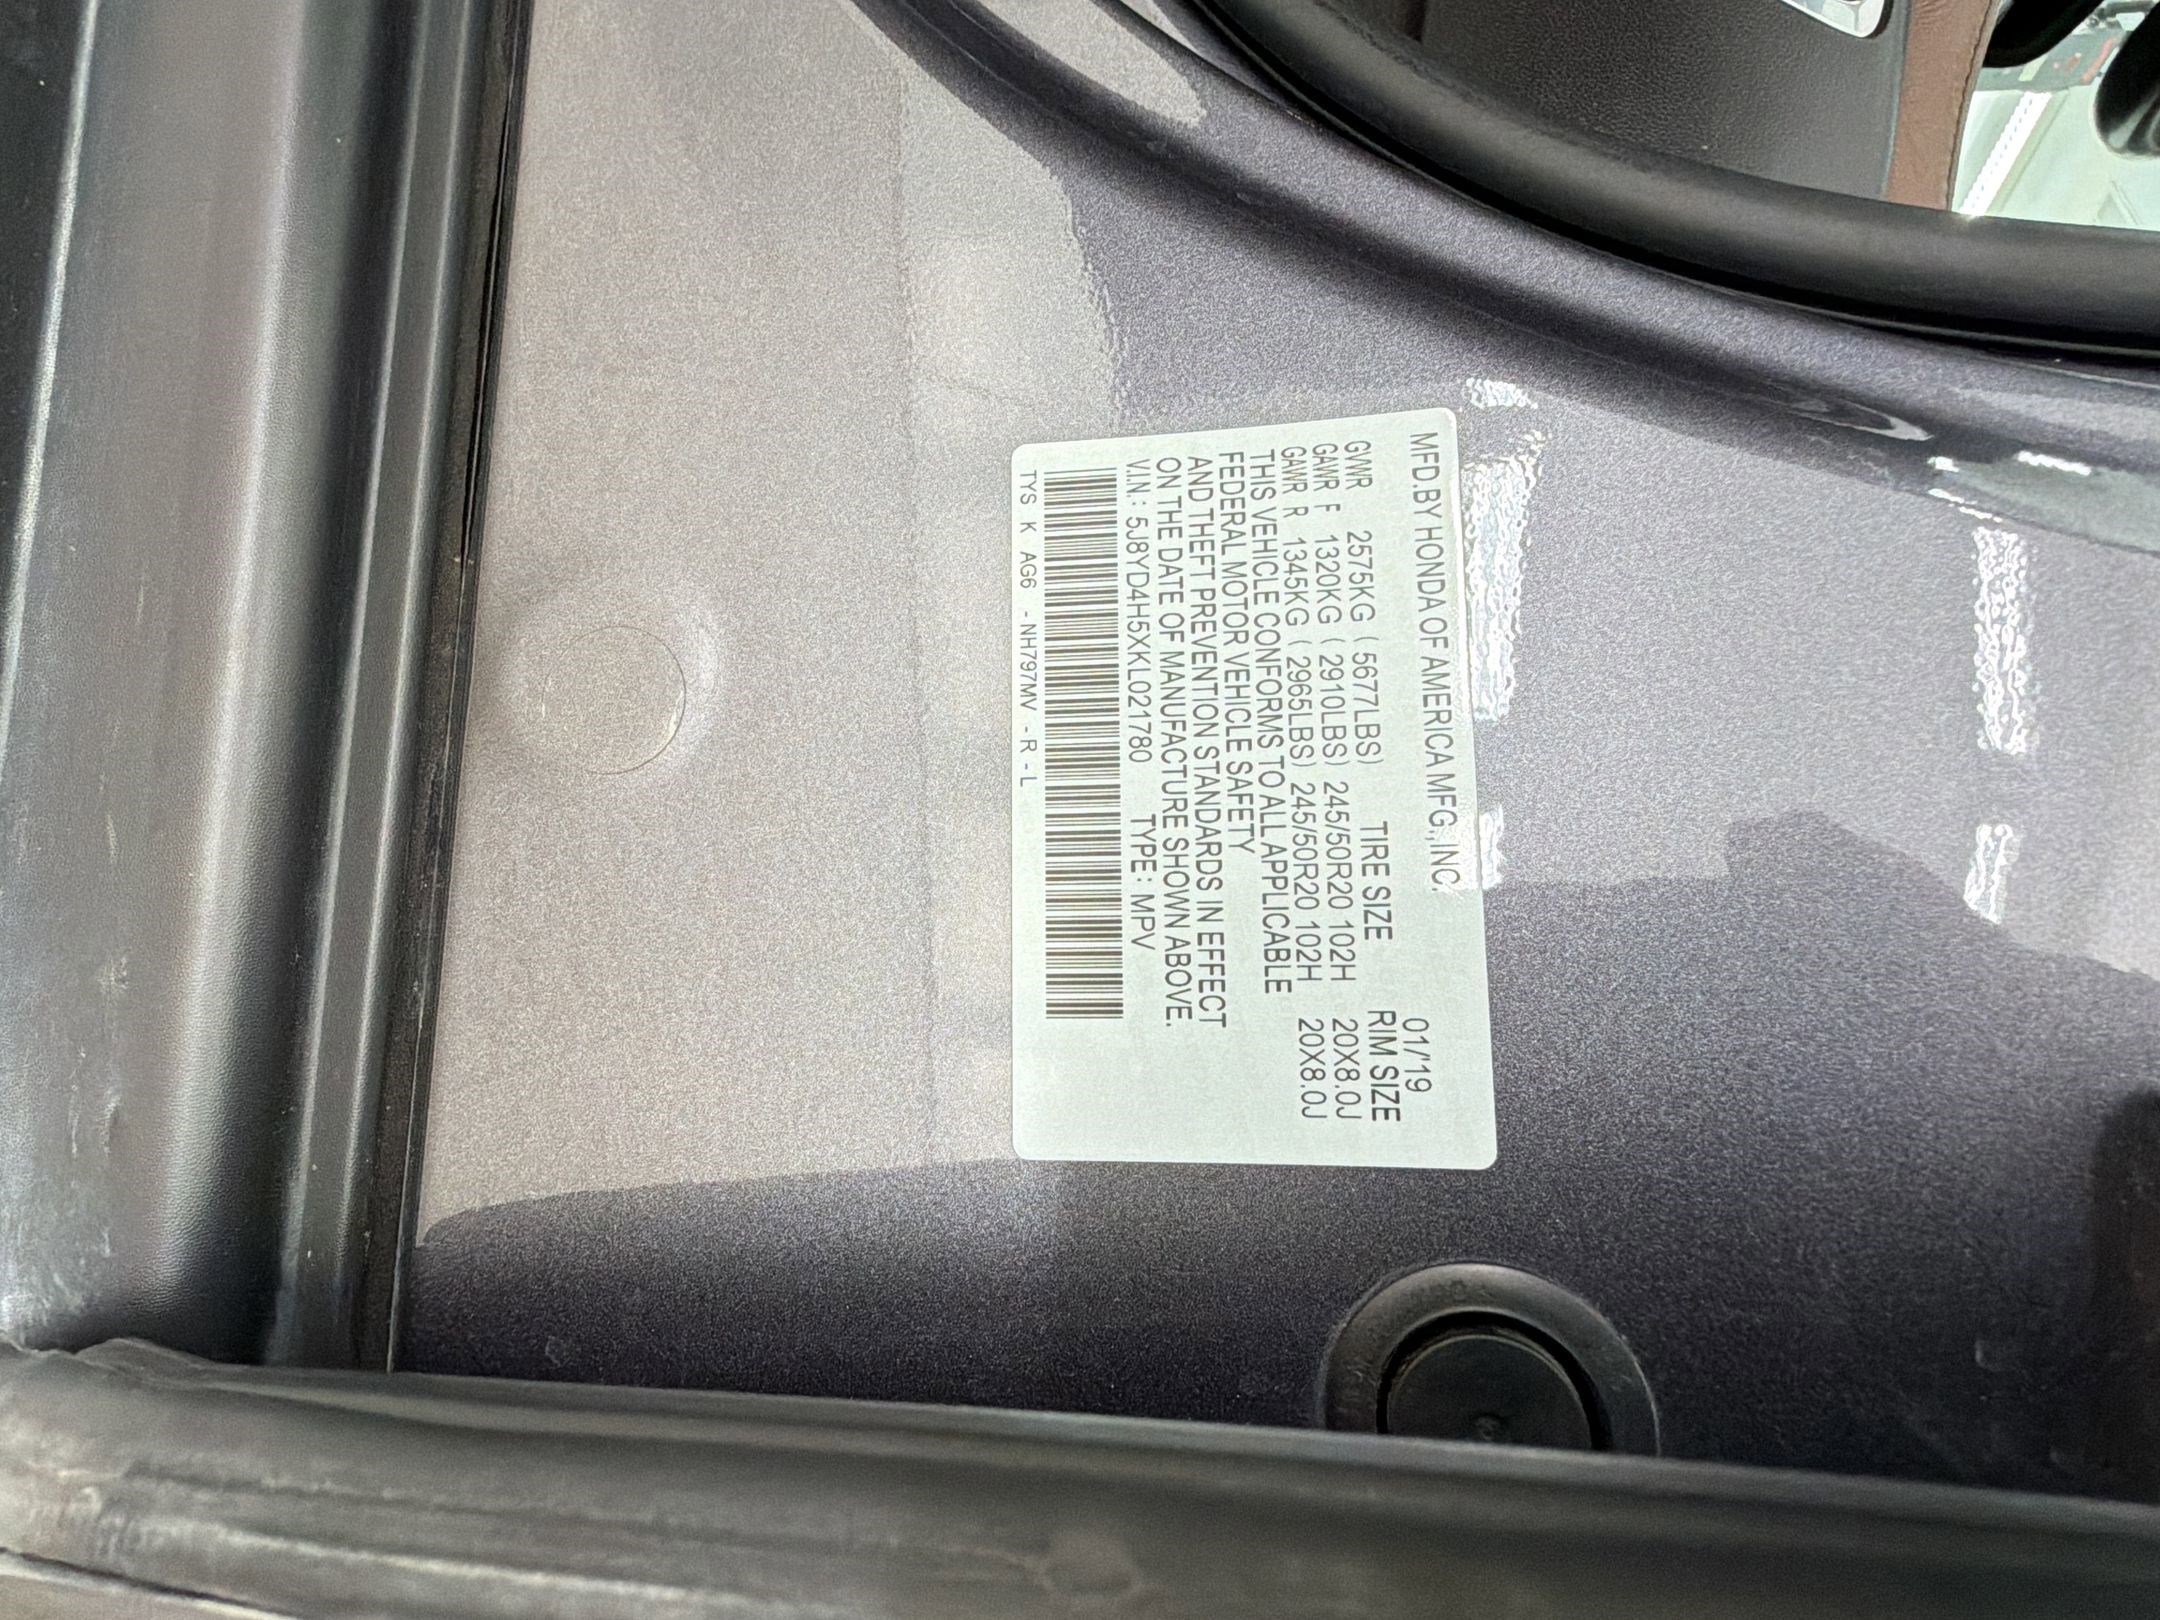 MFD.BY HONDA OF AMERICA MFG.,INC. 01/'19
GVWR 2575KG ( 5677LBS) TIRE SIZE RIM SIZE
GAWR F 1320KG ( 2910LBS) 245/50R20 102H 20X8.0J
GAWR R 1345KG ( 2965LBS) 245/50R20 102H 20X8.0J
THIS VEHICLE CONFORMS TO ALL APPLICABLE
FEDERAL MOTOR VEHICLE SAFETY
AND THEFT PREVENTION STANDARDS IN EFFECT
ON THE DATE OF MANUFACTURE SHOWN ABOVE.
V.I.N.: 5J8YD4H5XKL021780 TYPE: MPV
TYS K AG6 -NH797MV -R-L